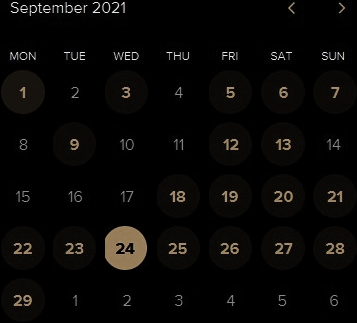 September 2021
MON TUE WED THU FRI SAT SUN
1 2 3 4 5 6 7
8 9 10 11 12 13 14
15 16 17 18 19 20 21
22 23 24 25 26 27 28
29 1 2 3 4 5 6